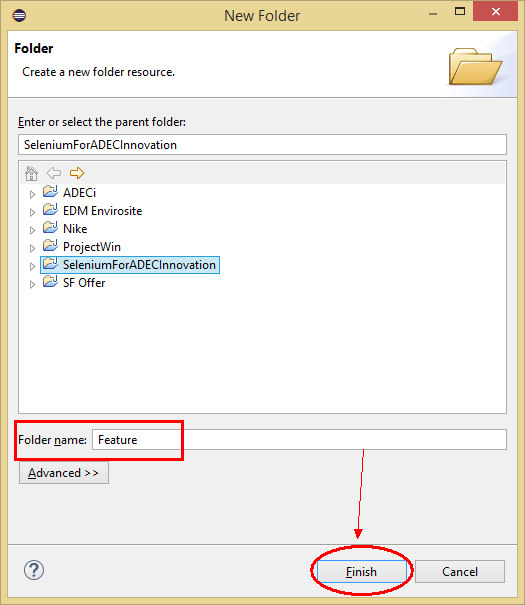 New Folder
Folder
Create a new folder resource.
Enter or select the parent folder:
SeleniumForADECInnovation
ADECi
EDM Envirosite
Nike
ProjectWin
SeleniumForADECInnovation
SF Offer
Folder name: Feature
Advanced >>
? Finish Cancel